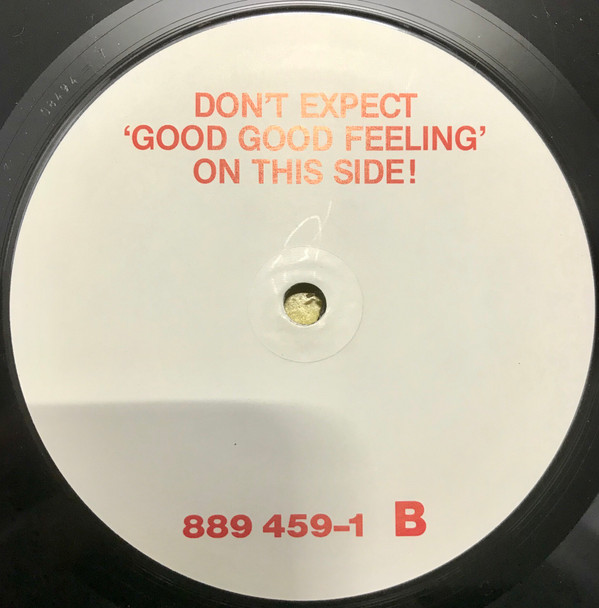 DON'T EXPECT
'GOOD GOOD FEELING'
ON THIS SIDE!
889 459-1 B